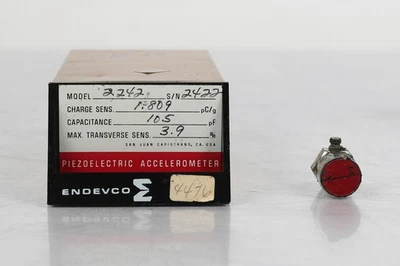 MODEL 2242 S/N 2422
CHARGE SENS. 1.809 pC/g
CAPACITANCE 105 pF
MAX. TRANSVERSE SENS. 3.9 %
SAN JUAN CAPISTRANO, CA. USA
PIEZOELECTRIC ACCELEROMETER
ENDEVCO
4476